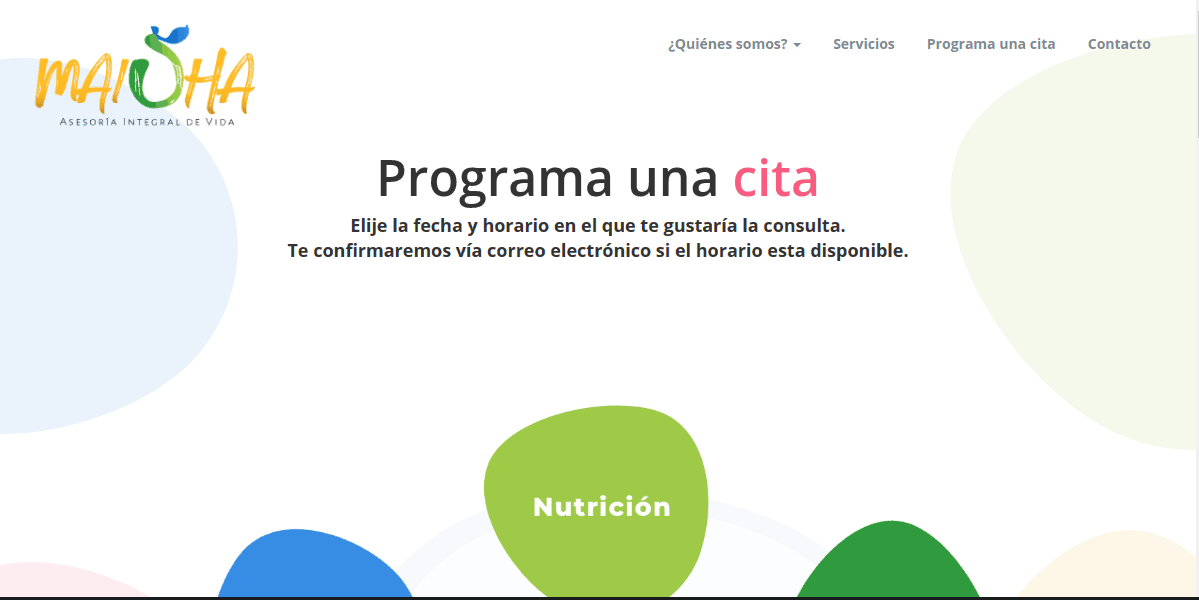 MAIOHA
ASESORÍA INTEGRAL DE VIDA
¿Quiénes somos?
Servicios
Programa una cita
Contacto
Programa una cita
Elije la fecha y horario en el que te gustaría la consulta.
Te confirmaremos vía correo electrónico si el horario esta disponible.
Nutrición